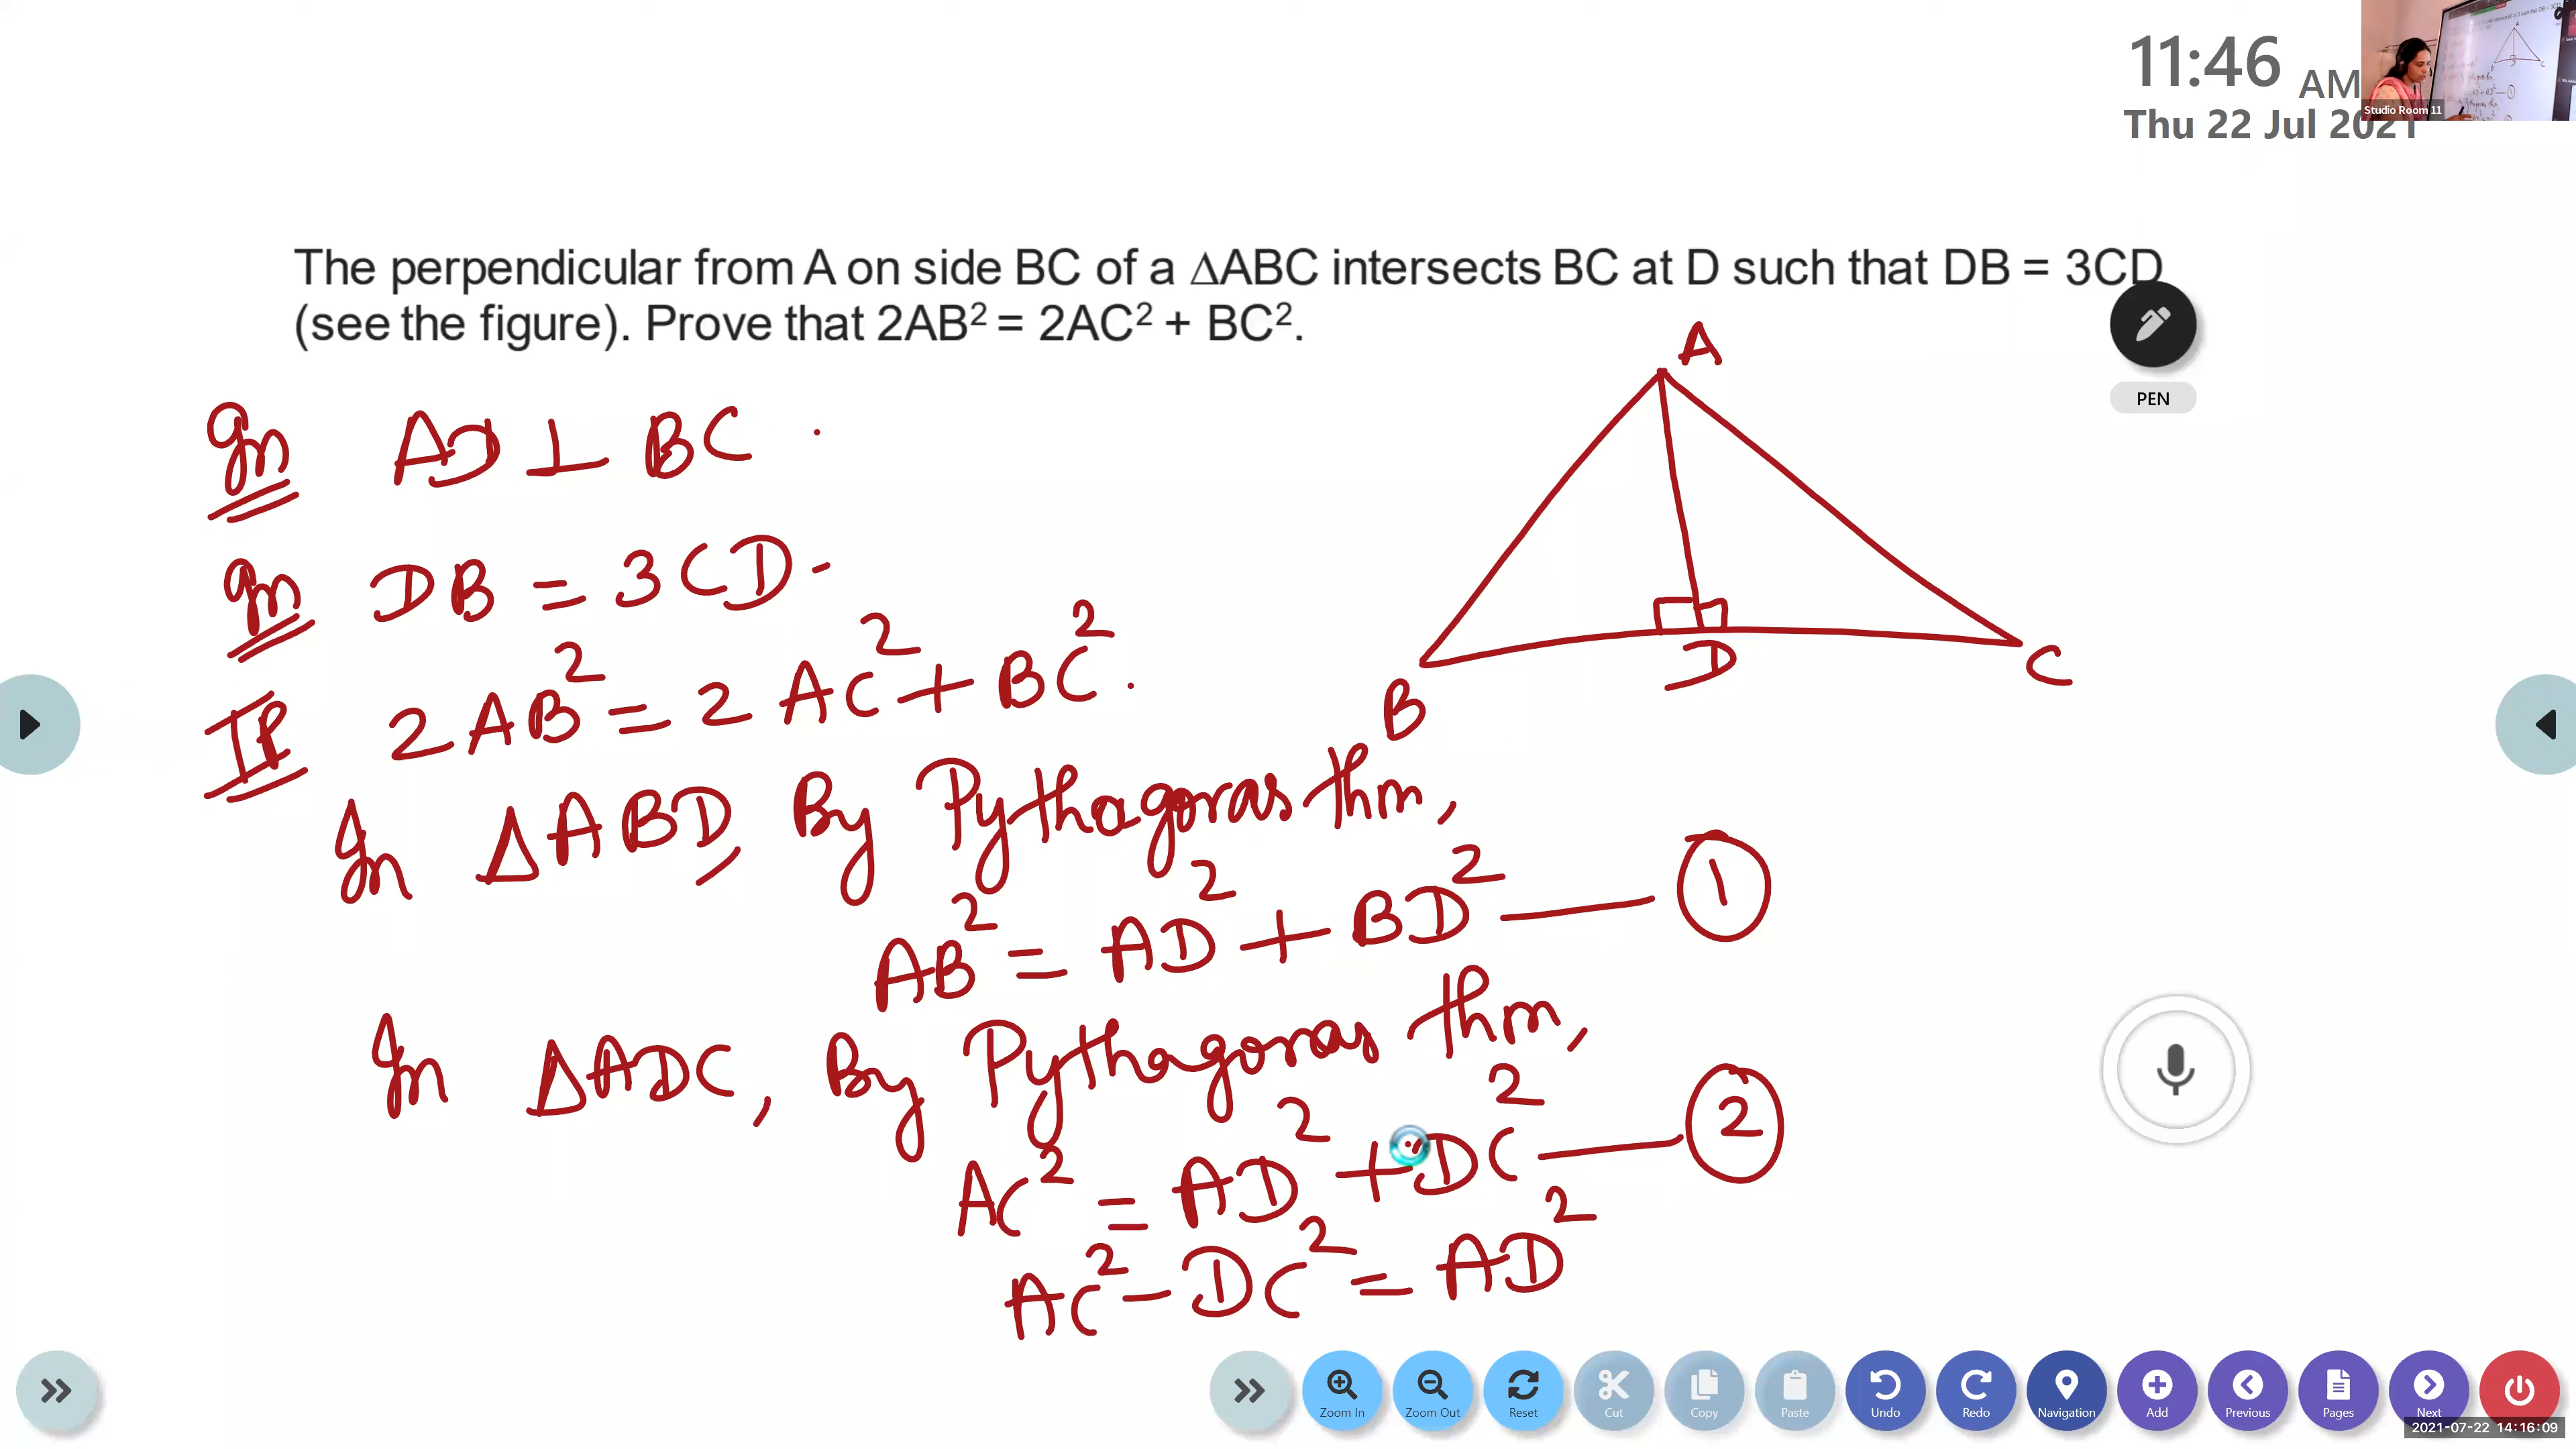 11:46 AM
Thu 22 Jul 2021
Studio Room 11
The perpendicular from A on side BC of a ΔABC intersects BC at D such that DB = 3CD
(see the figure). Prove that 2AB² = 2AC² + BC².
PEN
A
B
D
C
Gn AD ⊥ BC .
Gn DB = 3CD.
TP 2AB² = 2AC² + BC².
In ΔABD By Pythagoras thm,
AB² = AD² + BD² — ①
In ΔADC, By Pythagoras thm,
AC² = AD² + DC² — ②
AC² - DC² = AD²
Zoom In
Zoom Out
Reset
Cut
Copy
Paste
Undo
Redo
Navigation
Add
Previous
Pages
Next
2021-07-22 14:16:09